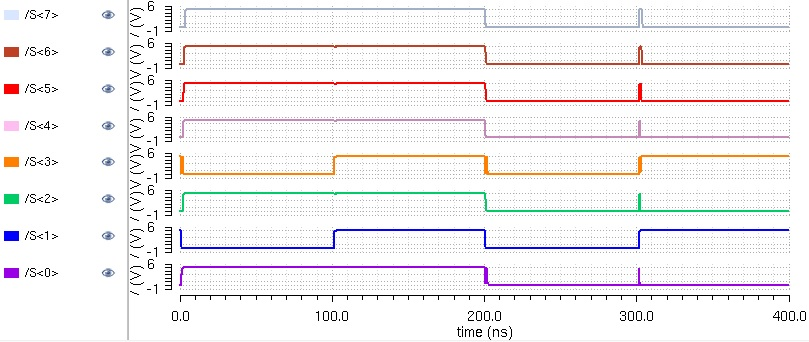 /S<7>
6
-1
/S<6>
6
-1
/S<5>
6
-1
/S<4>
6
-1
/S<3>
6
-1
/S<2>
6
-1
/S<1>
6
-1
/S<0>
6
-1
0.0 100.0 200.0 300.0 400.0
time (ns)